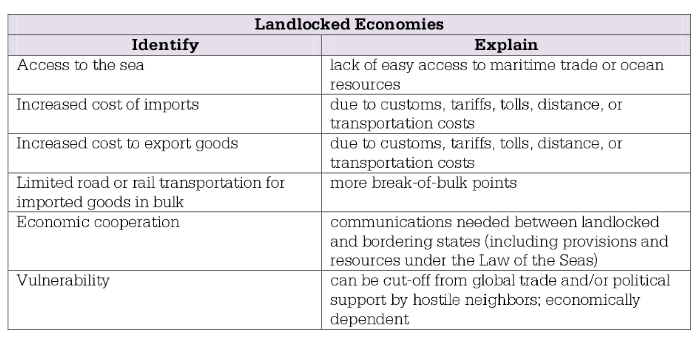 Landlocked Economies
Identify
Explain
Access to the sea
lack of easy access to maritime trade or ocean
resources
Increased cost of imports
due to customs, tariffs, tolls, distance, or
transportation costs
Increased cost to export goods
due to customs, tariffs, tolls, distance, or
transportation costs
Limited road or rail transportation for
imported goods in bulk
more break-of-bulk points
Economic cooperation
communications needed between landlocked
and bordering states (including provisions and
resources under the Law of the Seas)
Vulnerability
can be cut-off from global trade and/or political
support by hostile neighbors; economically
dependent